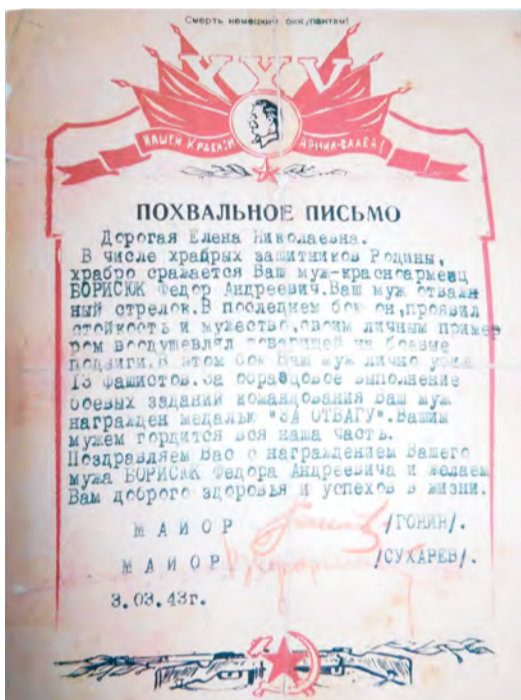 Смерть немецким оккупантам!
XXV
НАШЕЙ КРАСНОЙ АРМИИ-СЛАВА!
ПОХВАЛЬНОЕ ПИСЬМО
Дорогая Елена Николаевна.
В числе храбрых защитников Родины,
храбро сражается Ваш муж-красноармеец
БОРИСЮК Федор Андреевич.Ваш муж отваж
ный стрелок.В последнем бою он,проявил
стойкость и мужество,своим личным приме
ром воодушевлял товарищей на боевые
подвиги.В этом бою Ваш муж лично убил
13 фашистов.За образцовое выполнение
боевых заданий командования Ваш муж
награжден медалью "ЗА ОТВАГУ".Вашим
мужем гордится вся наша часть.
Поздравляем Вас с награждением Вашего
мужа БОРИСЮК Федора Андреевича и желаем
Вам доброго здоровья и успехов в жизни.
МАЙОР /ГОНИН/.
МАЙОР /СУХАРЕВ/.
3.03.43г.